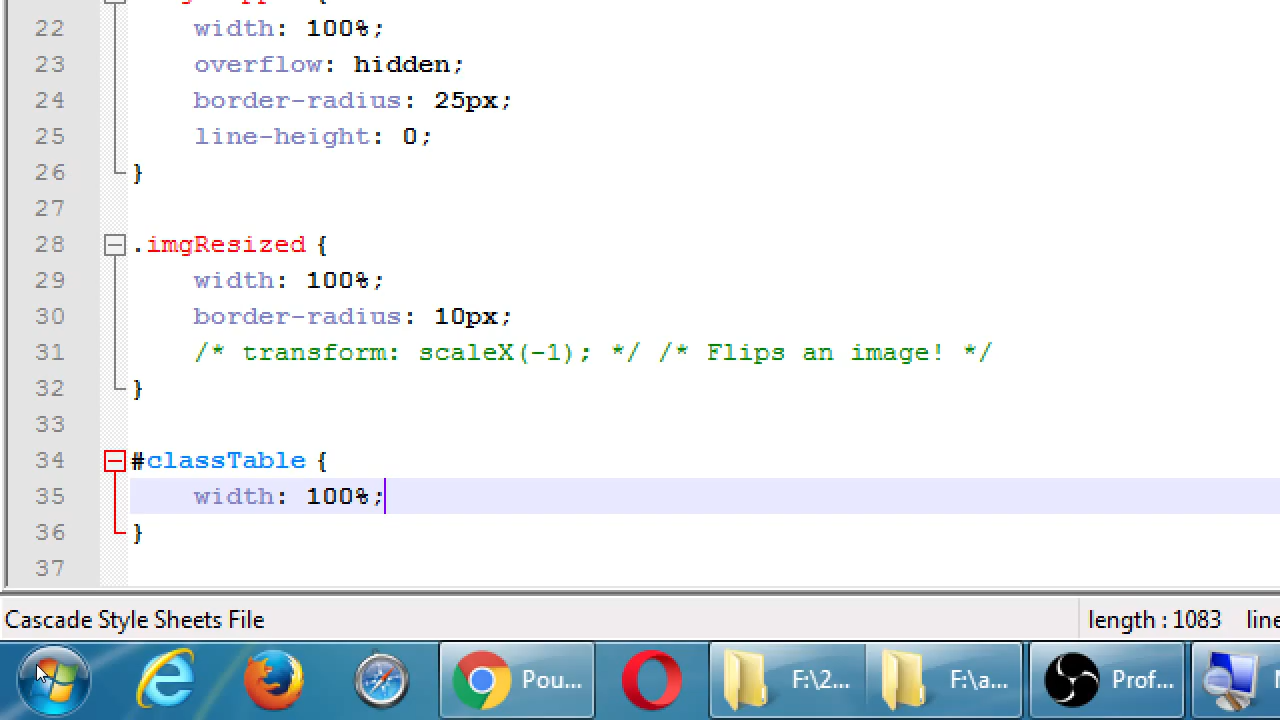 22 width: 100%;
23 overflow: hidden;
24 border-radius: 25px;
25 line-height: 0;
26 }
27
28 .imgResized {
29 width: 100%;
30 border-radius: 10px;
31 /* transform: scaleX(-1); */ /* Flips an image! */
32 }
33
34 #classTable {
35 width: 100%;
36 }
37
Cascade Style Sheets File length : 1083 line
Pou... F:\2... F:\a... Prof...